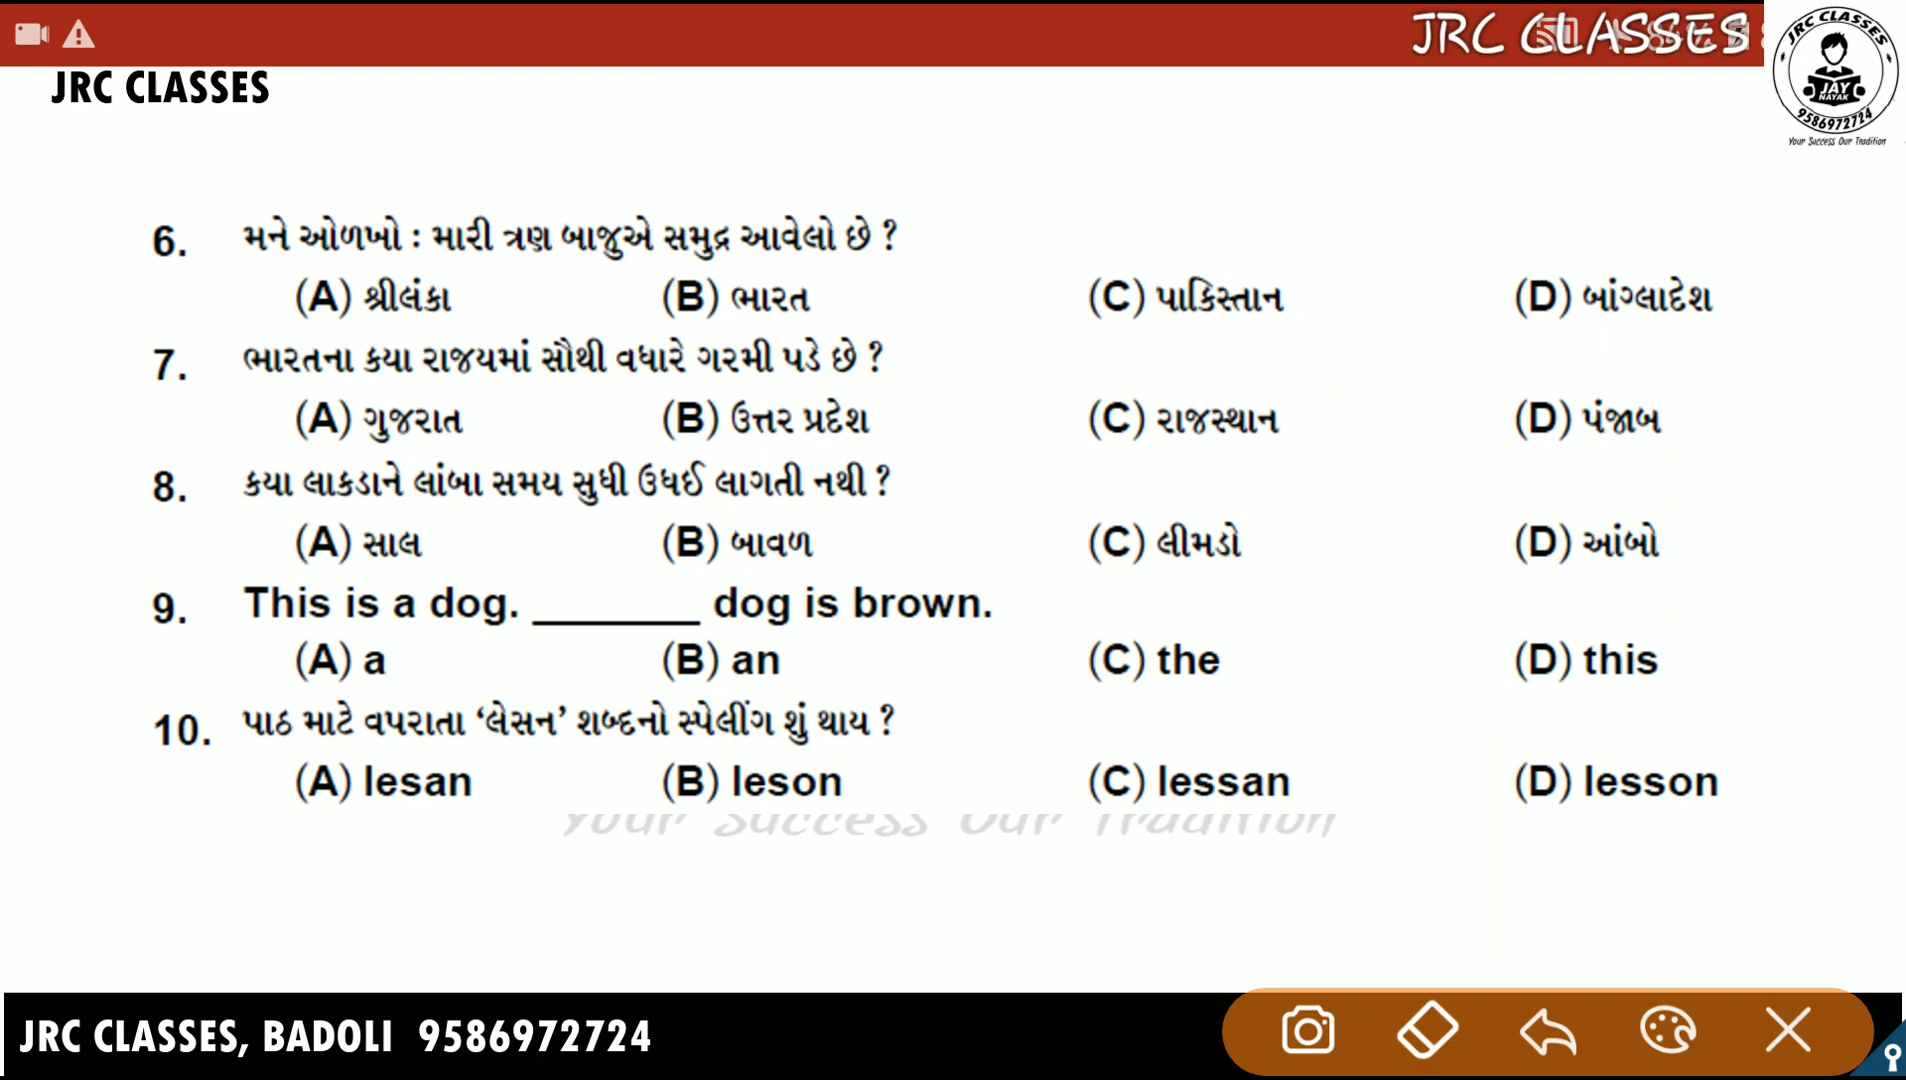 JRC CLASSES
JRC CLASSES
JRC CLASSES
JAY
NAYAK
9586972724
Your Success Our Tradition
6. મને ઓળખો : મારી ત્રણ બાજુએ સમુદ્ર આવેલો છે ?
(A) શ્રીલંકા (B) ભારત (C) પાકિસ્તાન (D) બાંગ્લાદેશ
7. ભારતના કયા રાજયમાં સૌથી વધારે ગરમી પડે છે ?
(A) ગુજરાત (B) ઉત્તર પ્રદેશ (C) રાજસ્થાન (D) પંજાબ
8. કયા લાકડાને લાંબા સમય સુધી ઉધઈ લાગતી નથી ?
(A) સાલ (B) બાવળ (C) લીમડો (D) આંબો
9. This is a dog. _______ dog is brown.
(A) a (B) an (C) the (D) this
10. પાઠ માટે વપરાતા ‘લેસન’ શબ્દનો સ્પેલીંગ શું થાય ?
(A) lesan (B) leson (C) lessan (D) lesson
Your Success Our Tradition
JRC CLASSES, BADOLI 9586972724